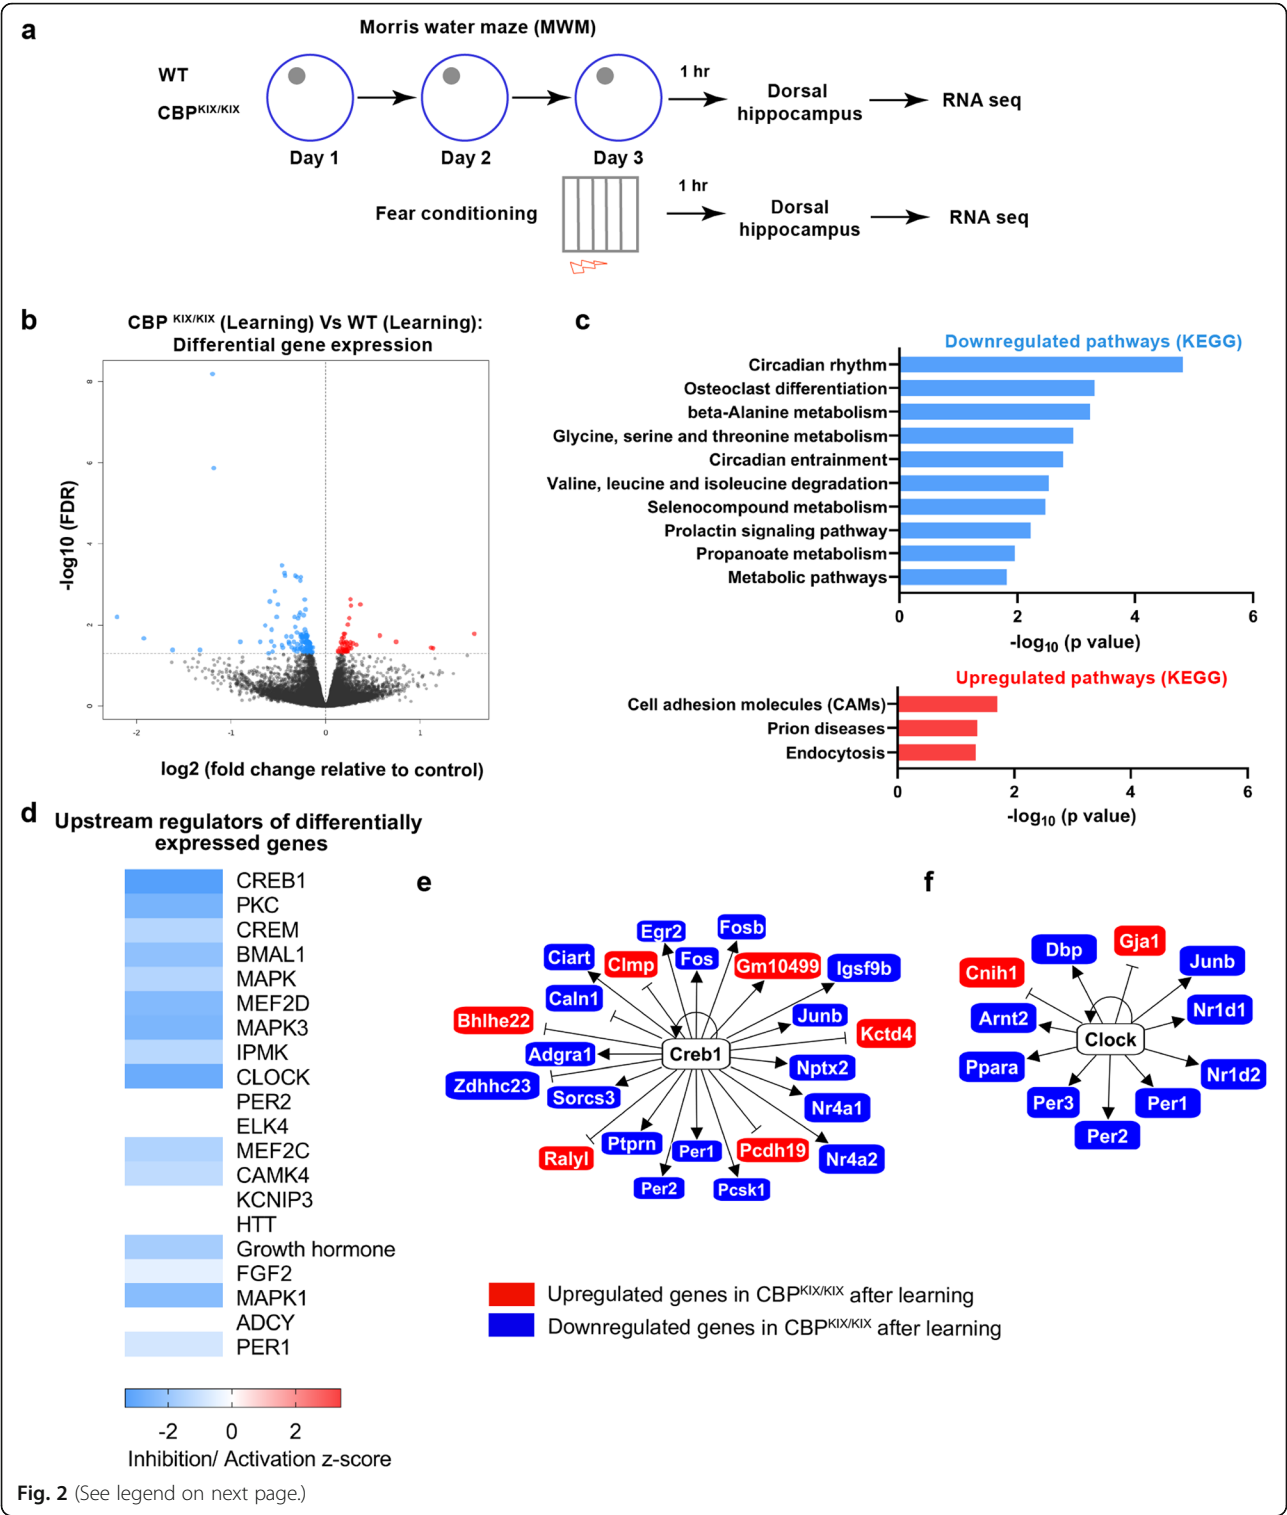 a
Morris water maze (MWM)
WT
CBPKIX/KIX
1 hr
Dorsal
hippocampus
RNA seq
Day 1
Day 2
Day 3
Fear conditioning
1 hr
Dorsal
hippocampus
RNA seq
b
CBP KIX/KIX (Learning) Vs WT (Learning):
Differential gene expression
-log10 (FDR)
8
6
4
2
0
-2
-1
0
1
log2 (fold change relative to control)
c
Downregulated pathways (KEGG)
Circadian rhythm
Osteoclast differentiation
beta-Alanine metabolism
Glycine, serine and threonine metabolism
Circadian entrainment
Valine, leucine and isoleucine degradation
Selenocompound metabolism
Prolactin signaling pathway
Propanoate metabolism
Metabolic pathways
0
2
4
6
-log10 (p value)
Upregulated pathways (KEGG)
Cell adhesion molecules (CAMs)
Prion diseases
Endocytosis
0
2
4
6
-log10 (p value)
d
Upstream regulators of differentially
expressed genes
CREB1
PKC
CREM
BMAL1
MAPK
MEF2D
MAPK3
IPMK
CLOCK
PER2
ELK4
MEF2C
CAMK4
KCNIP3
HTT
Growth hormone
FGF2
MAPK1
ADCY
PER1
-2
0
2
Inhibition/ Activation z-score
e
Egr2
Fosb
Ciart
Clmp
Fos
Gm10499
Igsf9b
Caln1
Bhlhe22
Junb
Kctd4
Adgra1
Creb1
Nptx2
Zdhhc23
Sorcs3
Nr4a1
Ralyl
Ptprn
Per1
Pcdh19
Nr4a2
Per2
Pcsk1
f
Dbp
Gja1
Cnih1
Junb
Arnt2
Nr1d1
Clock
Ppara
Nr1d2
Per3
Per1
Per2
Upregulated genes in CBPKIX/KIX after learning
Downregulated genes in CBPKIX/KIX after learning
Fig. 2 (See legend on next page.)